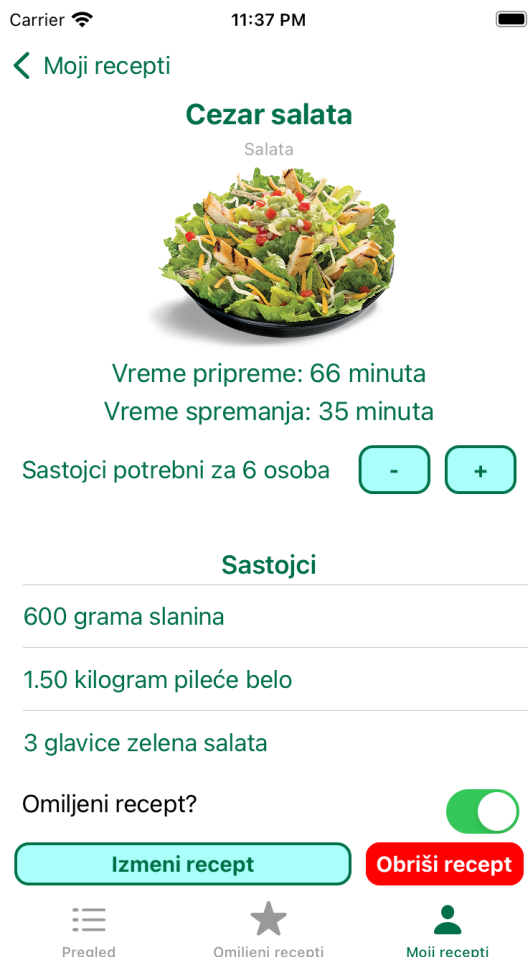 Carrier 11:37 PM
Moji recepti
Cezar salata
Salata
Vreme pripreme: 66 minuta
Vreme spremanja: 35 minuta
Sastojci potrebni za 6 osoba - +
Sastojci
600 grama slanina
1.50 kilogram pileće belo
3 glavice zelena salata
Omiljeni recept?
Izmeni recept Obriši recept
Pregled Omiljeni recepti Moji recepti